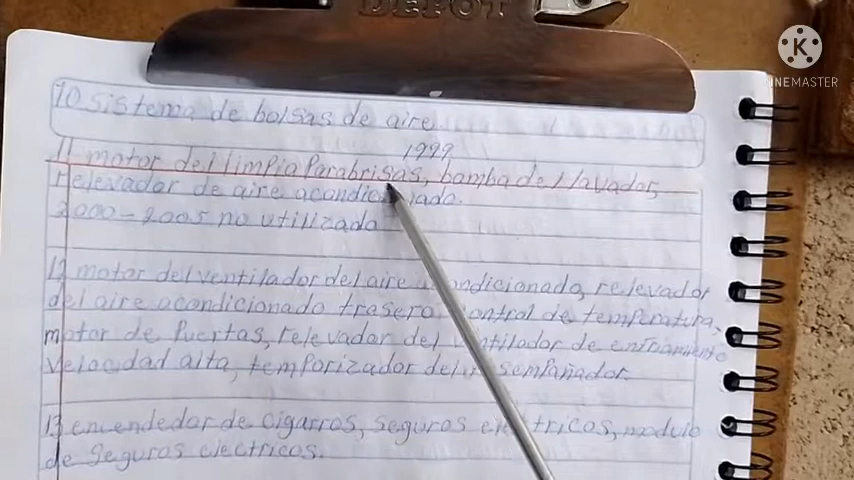 DEPOT
KINEMASTER
10 sistema de bolsas de aire
1999
11 motor del limpia Parabrisas, bomba del lavador,
relevador de aire acondicionado.
2000-2005 no utilizado
12 motor del ventilador del aire acondicionado, relevador
del aire acondicionado trasero, control de temperatura,
motor de Puertas, relevador del ventilador de enfriamiento
velocidad alta, temporizador del desempañador.
13 encendedor de cigarros, seguros electricos, modulo
de seguros electricos.